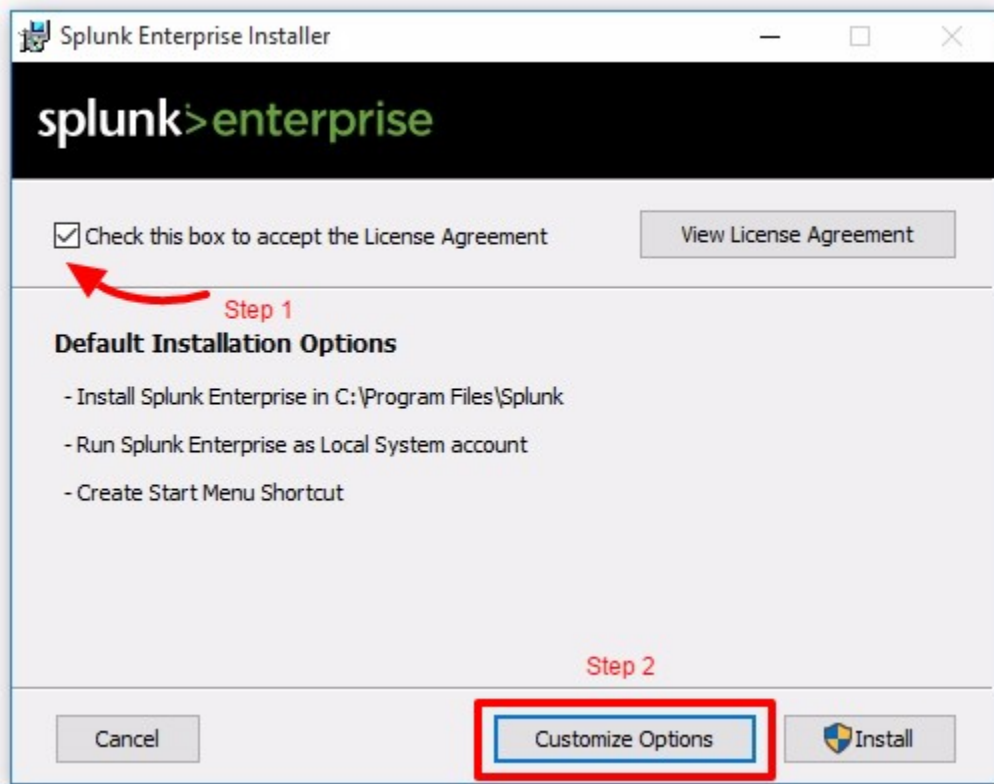 Splunk Enterprise Installer
splunk>enterprise
Check this box to accept the License Agreement
View License Agreement
Step 1
Default Installation Options
- Install Splunk Enterprise in C:\Program Files\Splunk
- Run Splunk Enterprise as Local System account
- Create Start Menu Shortcut
Step 2
Cancel
Customize Options
Install